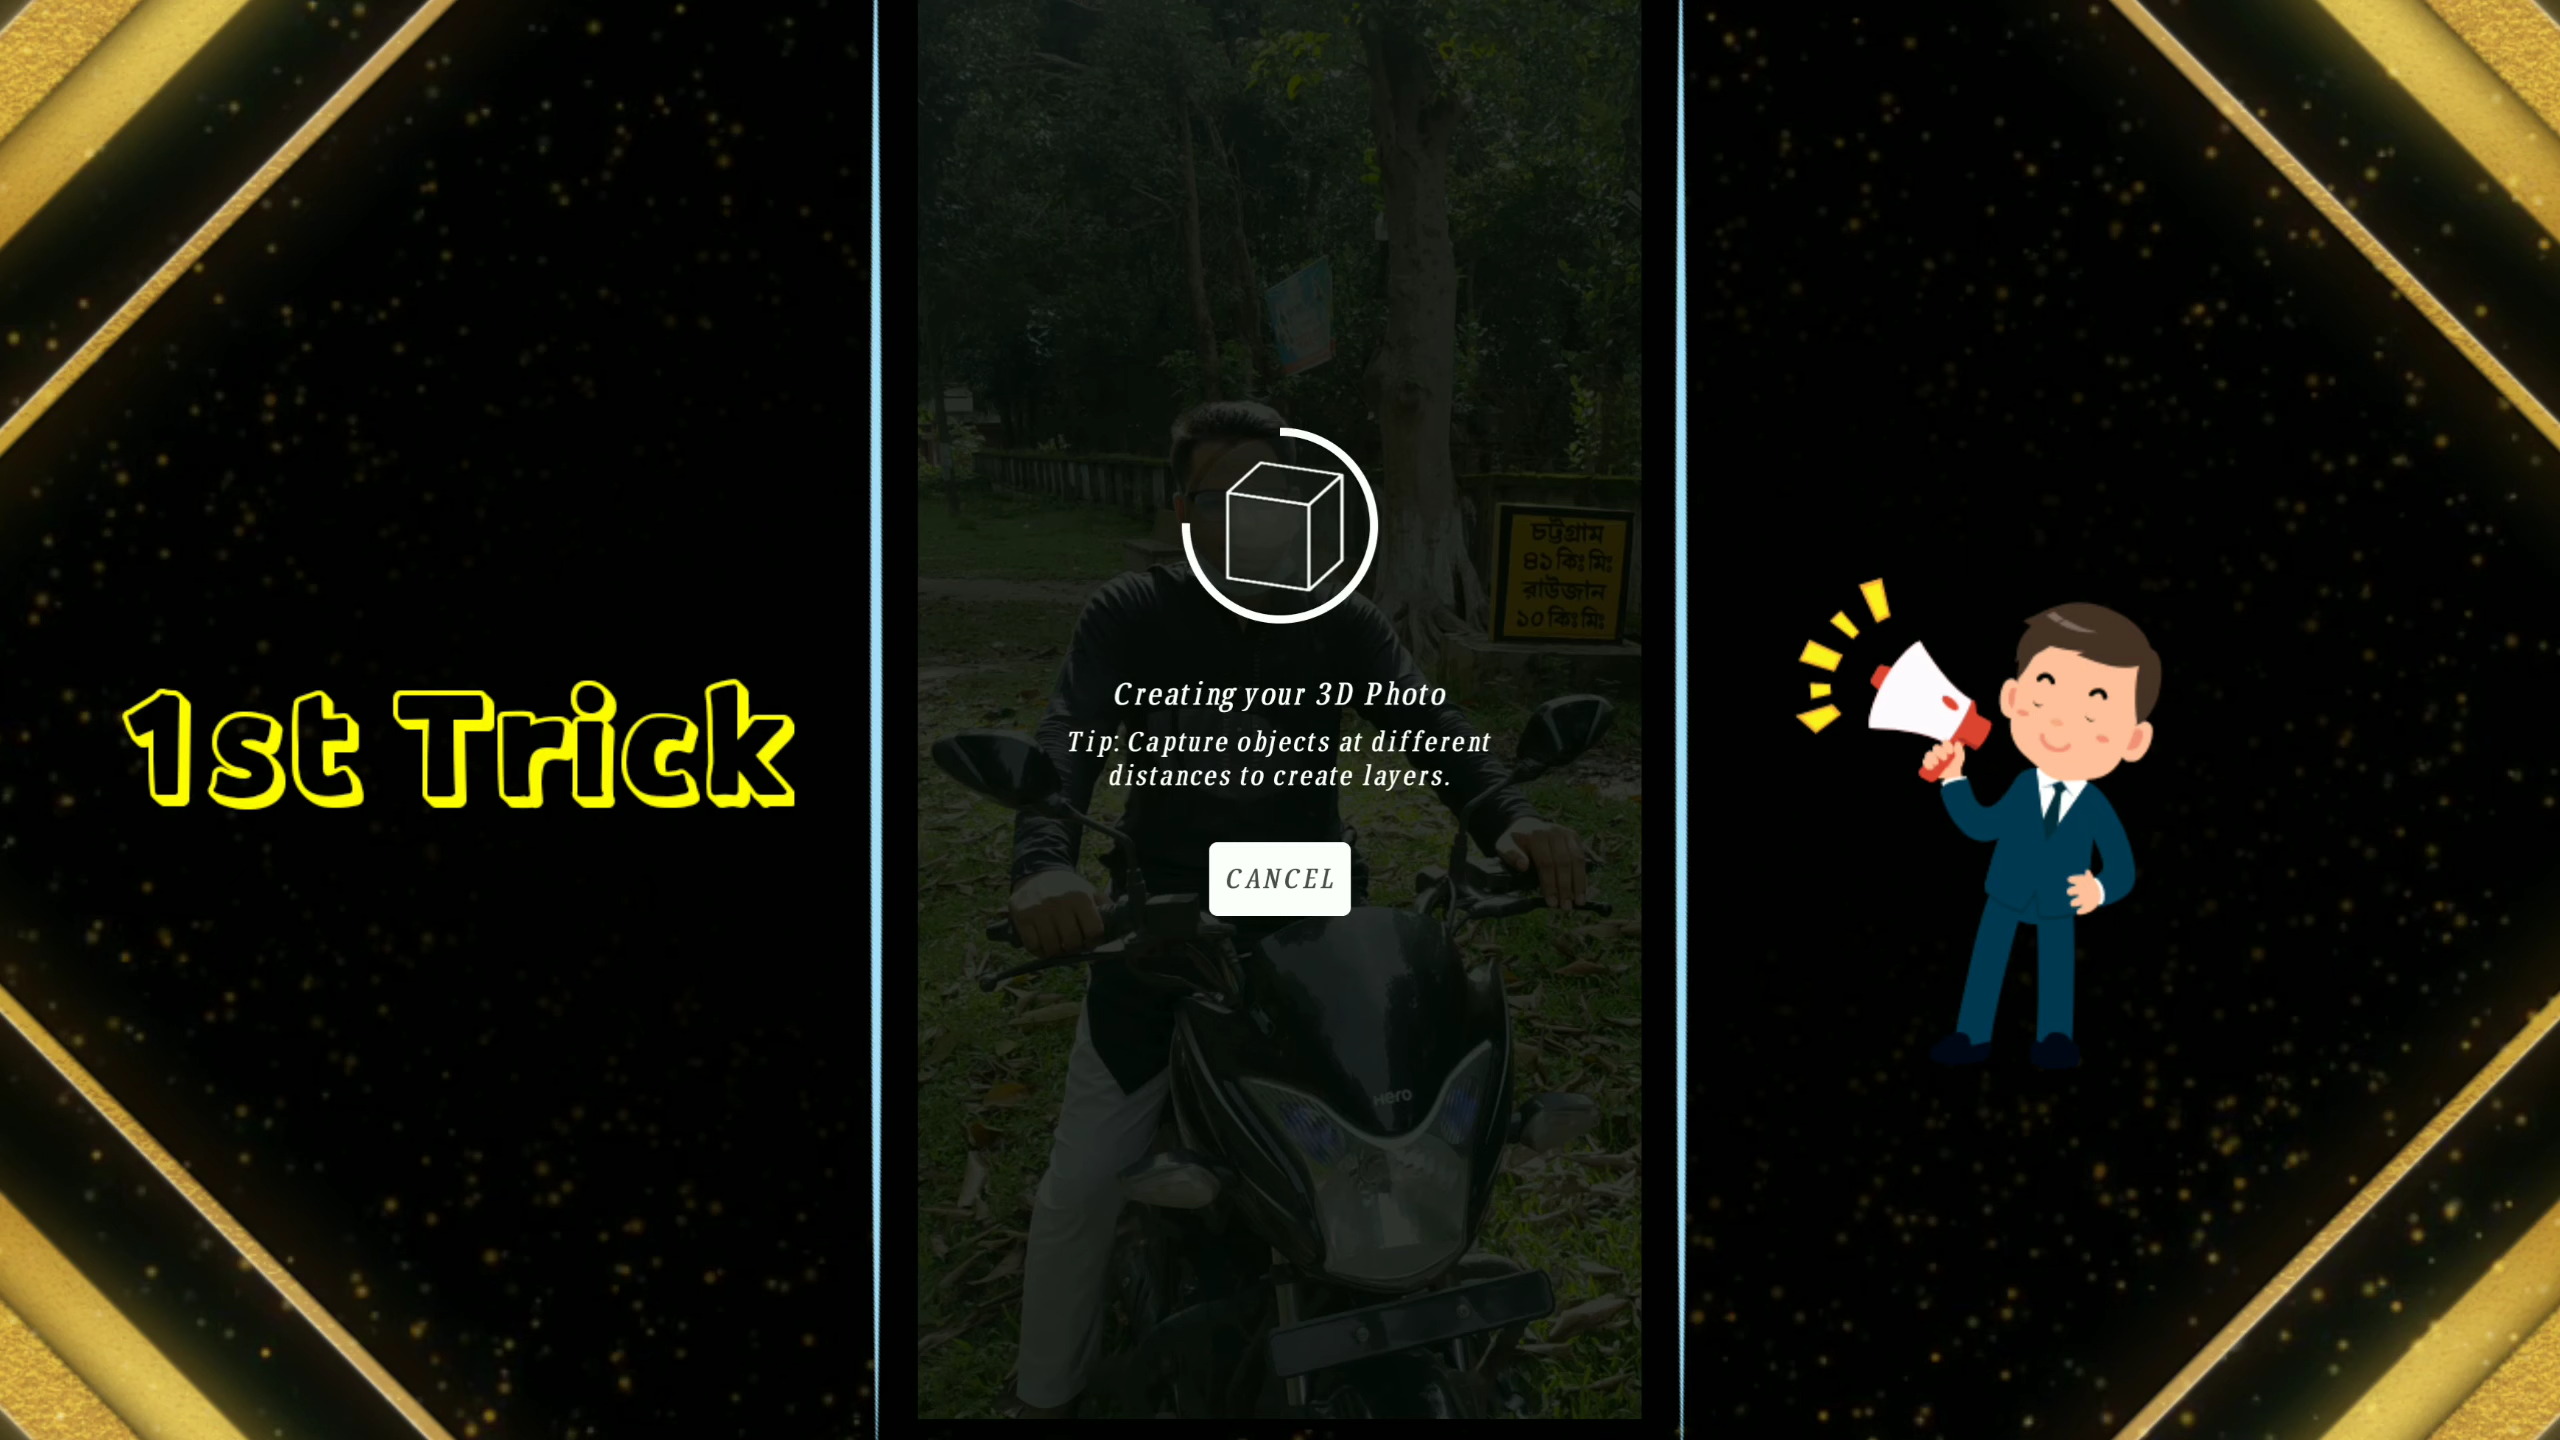 1st Trick
চট্টগ্রাম
৪১ কিঃমিঃ
রাউজান
১০ কিঃমিঃ
Creating your 3D Photo
Tip: Capture objects at different
distances to create layers.
CANCEL
Hero